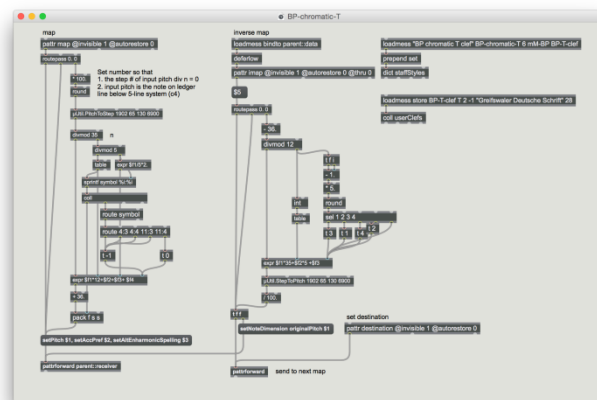 BP-chromatic-T
map
pattr map @invisible 1 @autorestore 0
routepass 0. 0
* 100.
round
Set number so that
1. the step # of input pitch div n = 0
2. input pitch is the note on ledger
line below 5-line system (c4)
µUtil.PitchToStep 1902 65 130 6900
divmod 35
n
divmod 5
table
expr $f1/5*2.
sprintf symbol %i:%i
coll
route symbol
route 4:3 4:4 11:3 11:4
t -1
t 0
expr $f1*12+$f2+$f3+ $f4
+ 36.
pack f s s
setPitch $1, setAccPref $2, setAltEnharmonicSpelling $3
pattrforward parent::receiver
inverse map
loadmess bindto parent::data
deferlow
pattr imap @invisible 1 @autorestore 0 @thru 0
$5
routepass 0. 0
- 36.
divmod 12
t f i
- 1.
* 5.
int
round
table
sel 1 2 3 4
t 3
t 1
t 4
t 2
expr $f1*35+$f2*5 +$f3
µUtil.StepToPitch 1902 65 130 6900
/ 100.
t f f
setNoteDimension originalPitch $1
pattrforward
send to next map
set destination
pattr destination @invisible 1 @autorestore 0
loadmess "BP chromatic T clef" BP-chromatic-T 6 mM-BP BP-T-clef
prepend set
dict staffStyles
loadmess store BP-T-clef T 2 -1 "Greifswaler Deutsche Schrift" 28
coll userClefs